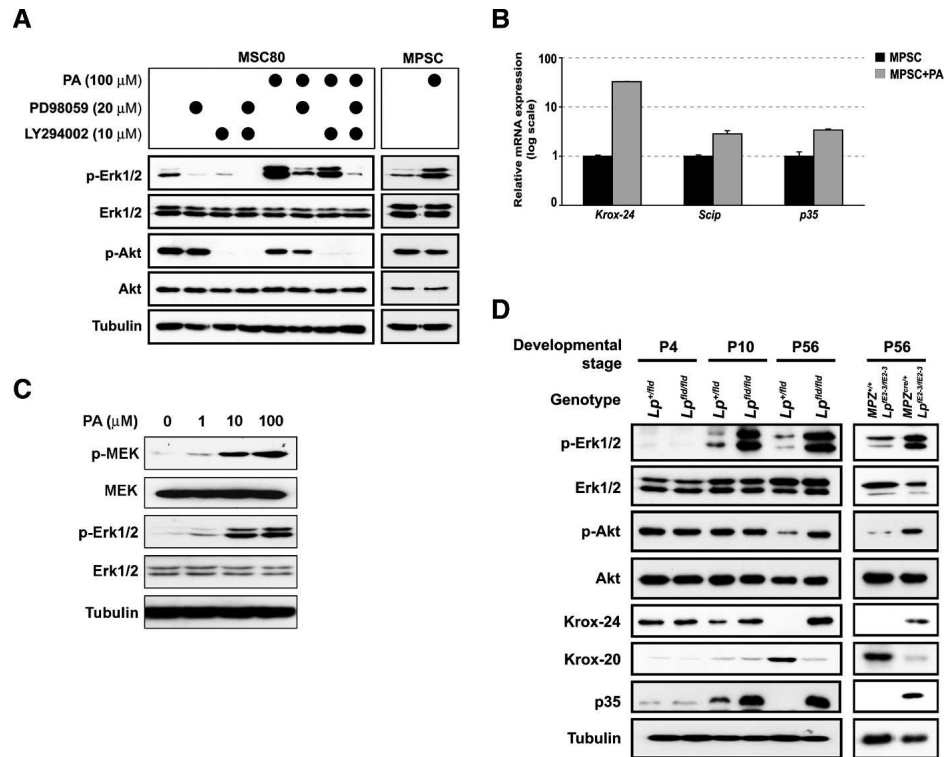 A
MSC80
MPSC
PA (100 μM)
PD98059 (20 μM)
LY294002 (10 μM)
p-Erk1/2
Erk1/2
p-Akt
Akt
Tubulin
B
Relative mRNA expression
(log scale)
100
10
1
0
Krox-24
Scip
p35
MPSC
MPSC+PA
C
PA (μM)
0 1 10 100
p-MEK
MEK
p-Erk1/2
Erk1/2
Tubulin
D
Developmental
stage
P4 P10 P56 P56
Genotype
Lp+/fld
Lpfld/fld
Lp+/fld
Lpfld/fld/
Lp+/fld
Lpfld/fld
MPZ+/+
LpfE2-3/fE2-3
MPZcre/+
LpfE2-3/fE2-3
p-Erk1/2
Erk1/2
p-Akt
Akt
Krox-24
Krox-20
p35
Tubulin